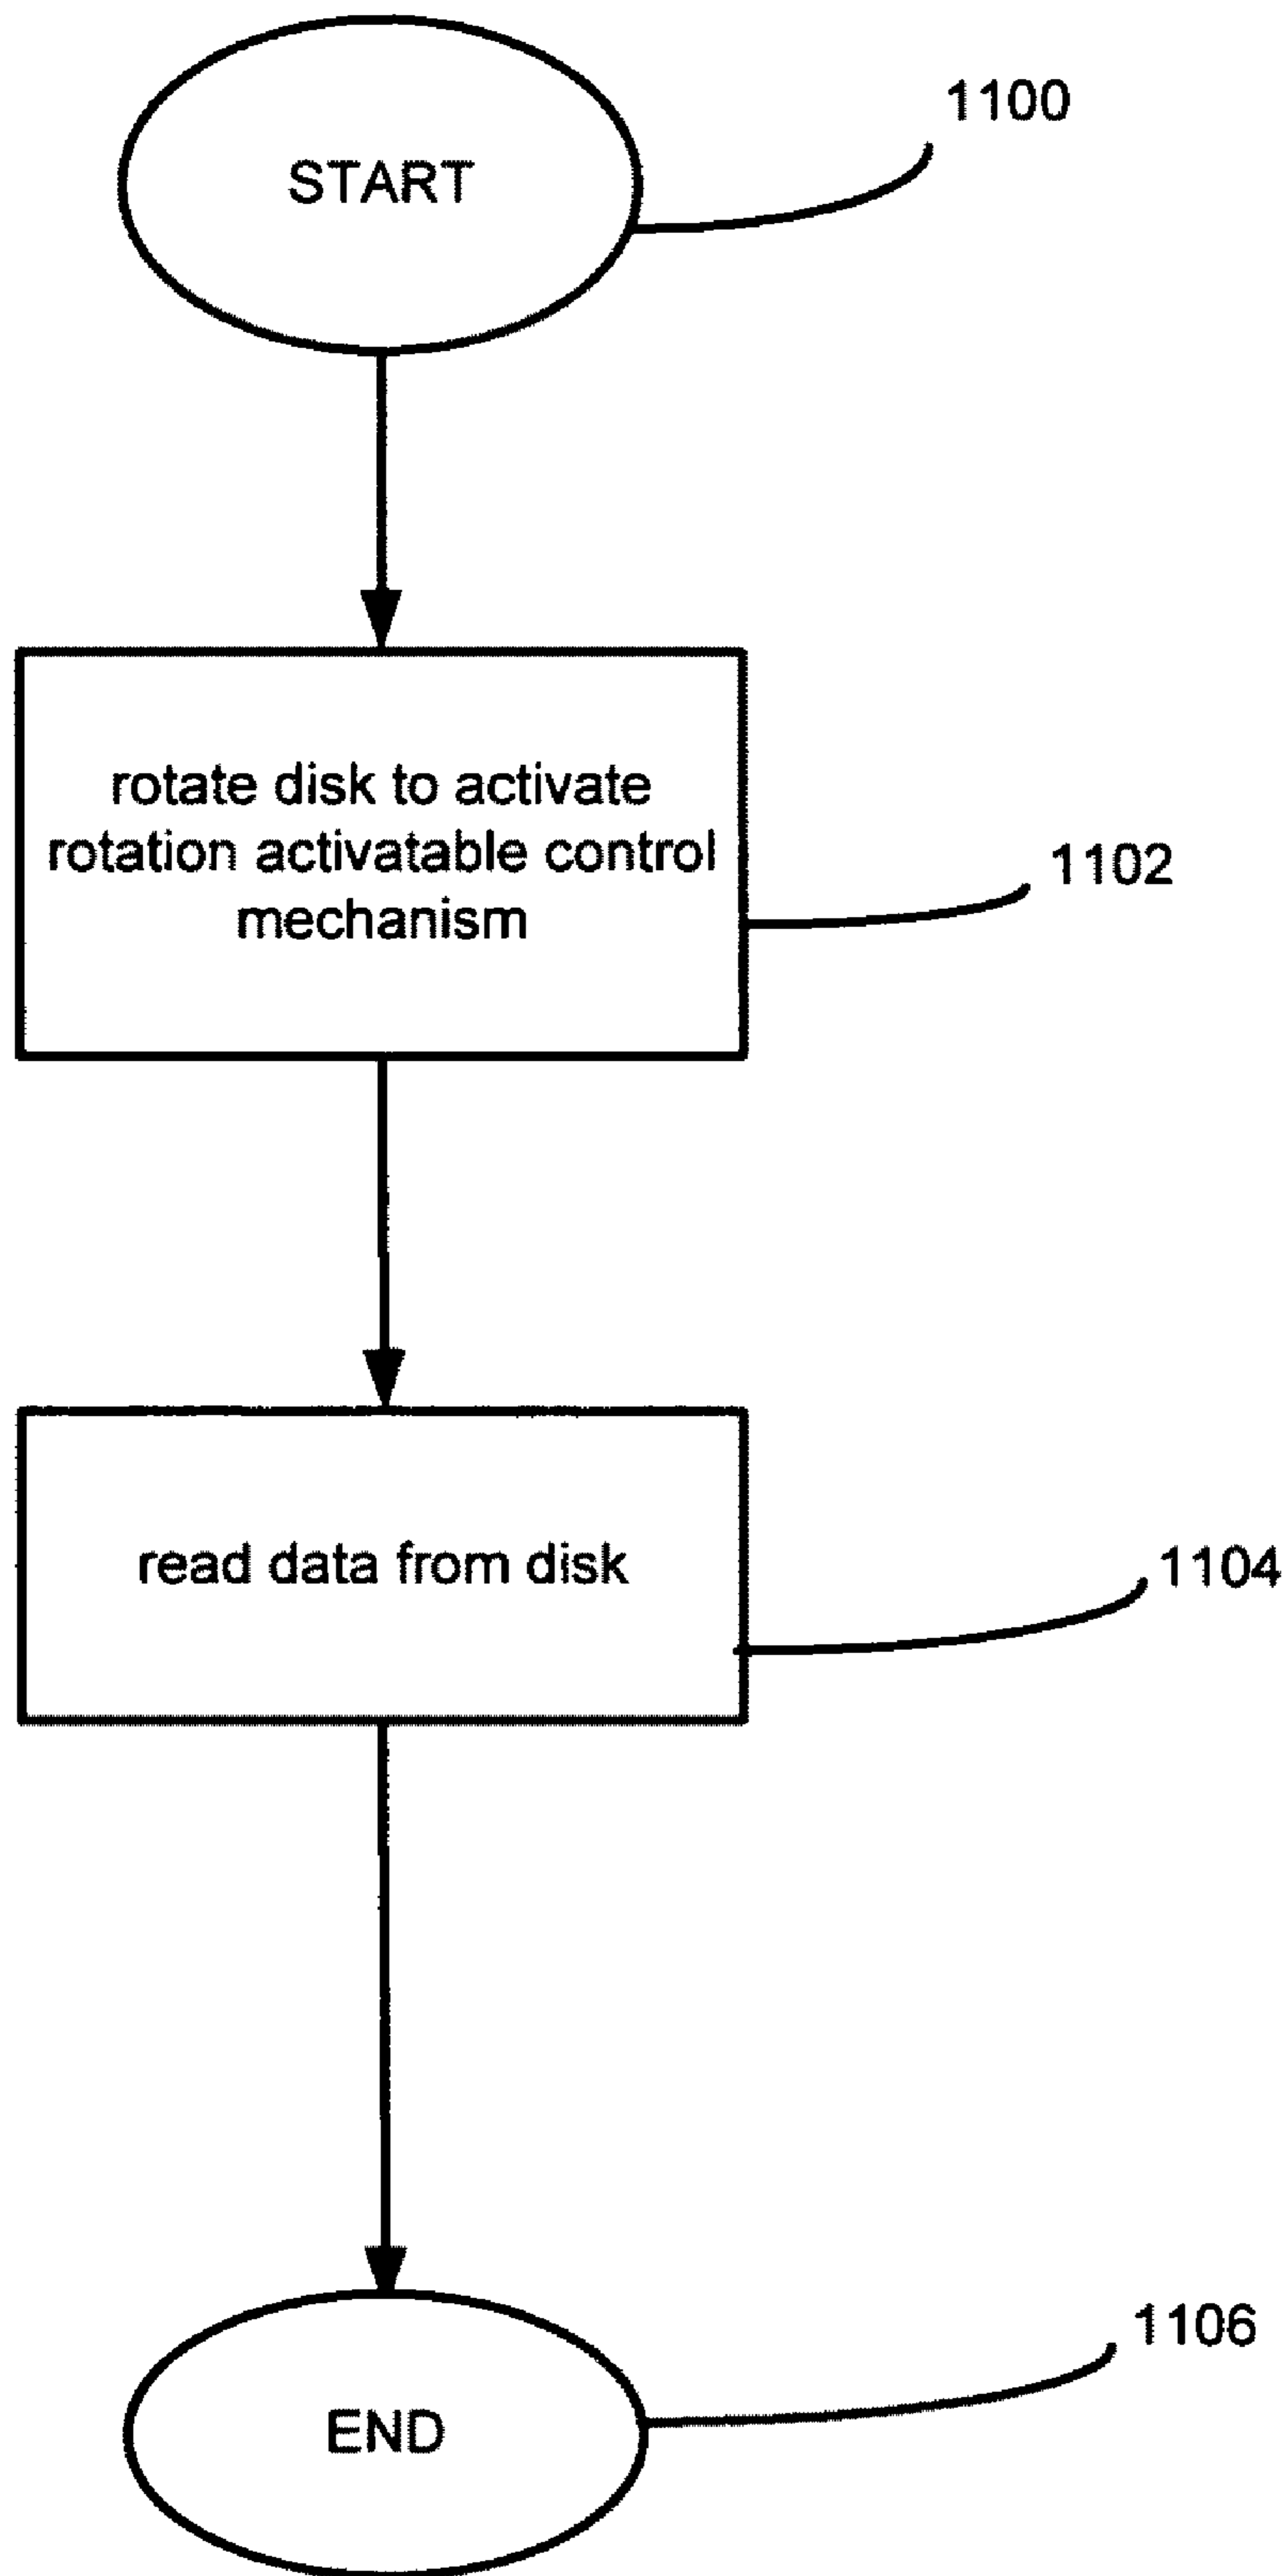 START
1100
rotate disk to activate
rotation activatable control
mechanism
1102
read data from disk
1104
END
1106